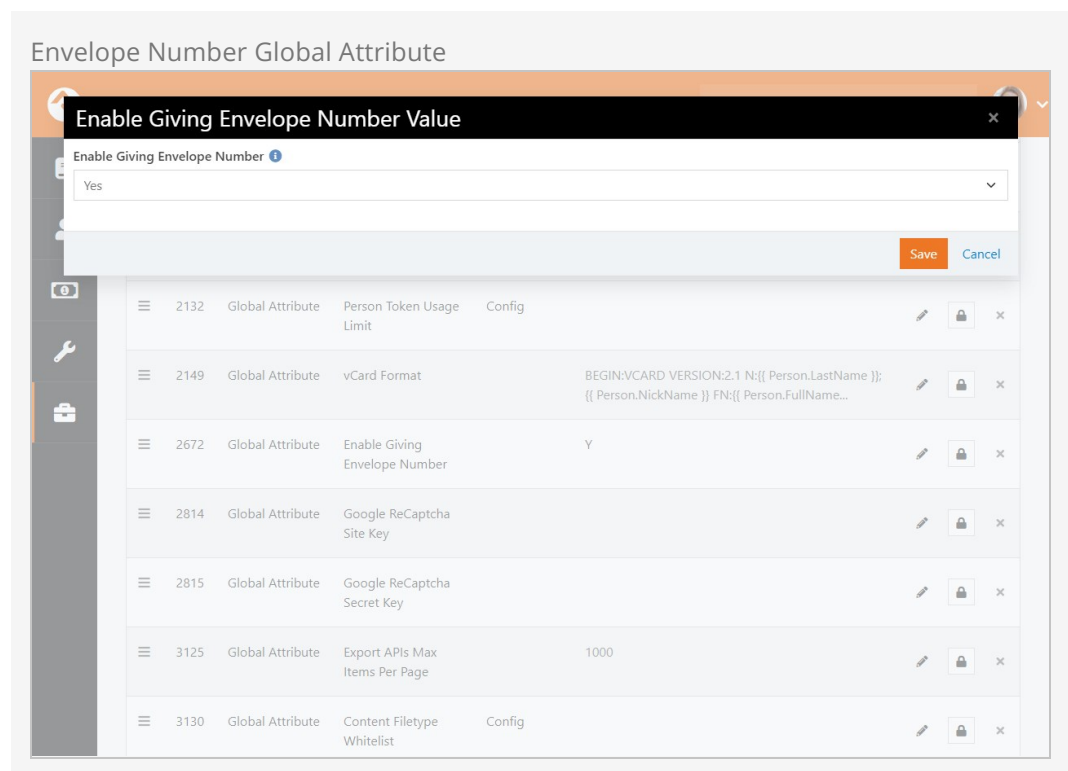 Envelope Number Global Attribute
Enable Giving Envelope Number Value
Enable Giving Envelope Number
Yes
Save Cancel
2132 Global Attribute Person Token Usage Config
Limit
2149 Global Attribute vCard Format BEGIN:VCARD VERSION:2.1 N:{{ Person.LastName }};
{{ Person.NickName }} FN:{{ Person.FullName...
2672 Global Attribute Enable Giving Y
Envelope Number
2814 Global Attribute Google ReCaptcha
Site Key
2815 Global Attribute Google ReCaptcha
Secret Key
3125 Global Attribute Export APIs Max 1000
Items Per Page
3130 Global Attribute Content Filetype Config
Whitelist